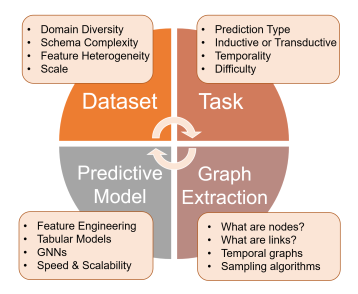 • Domain Diversity
• Schema Complexity
• Feature Heterogeneity
• Scale
• Prediction Type
• Inductive or Transductive
• Temporality
• Difficulty
Dataset
Task
Predictive
Model
Graph
Extraction
• Feature Engineering
• Tabular Models
• GNNs
• Speed & Scalability
• What are nodes?
• What are links?
• Temporal graphs
• Sampling algorithms